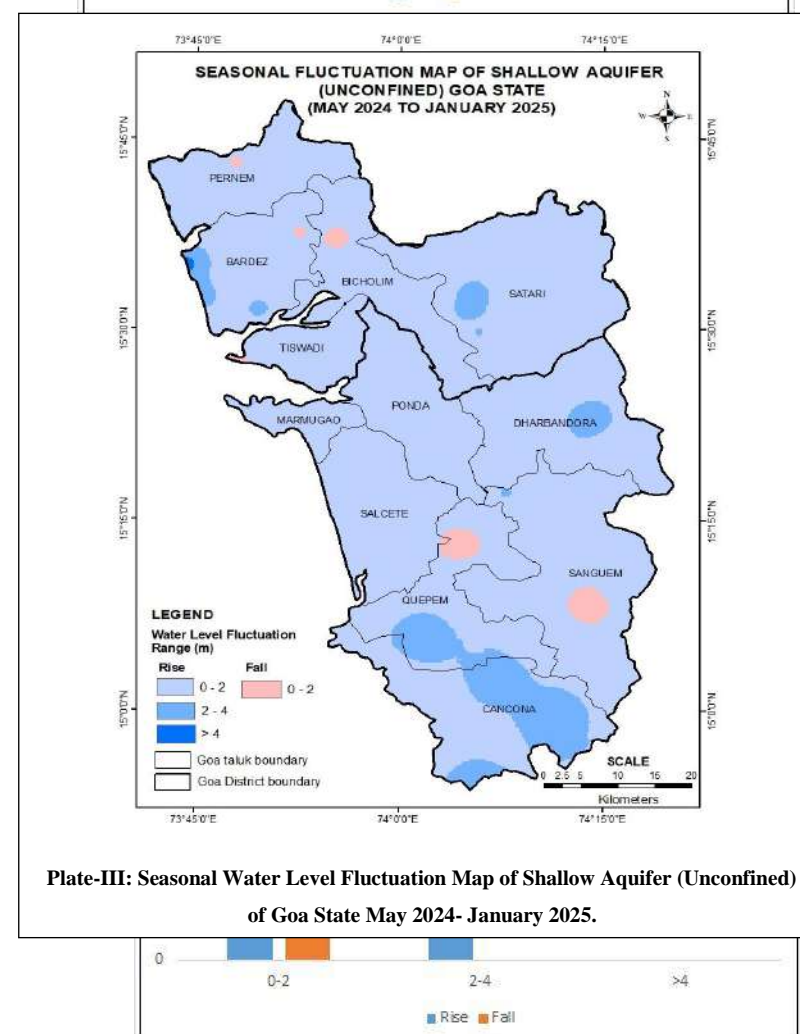 73°45'0"E 74°0'0"E 74°15'0"E
SEASONAL FLUCTUATION MAP OF SHALLOW AQUIFER
(UNCONFINED) GOA STATE
(MAY 2024 TO JANUARY 2025)
N
W E
S
15°45'0"N 15°45'0"N
PERNEM
BARDEZ
BICHOLIM
SATARI
15°30'0"N 15°30'0"N
TISWADI
PONDA
MARMUGAO
DHARBANDORA
15°15'0"N 15°15'0"N
SALCETE
SANGUEM
QUEPEM
CANCONA
15°0'0"N 15°0'0"N
LEGEND
Water Level Fluctuation
Range (m)
Rise Fall
0 - 2 0 - 2
2 - 4
> 4
Goa taluk boundary
Goa District boundary
SCALE
0 2.5 5 10 15 20
Kilometers
73°45'0"E 74°0'0"E 74°15'0"E
Plate-III: Seasonal Water Level Fluctuation Map of Shallow Aquifer (Unconfined)
of Goa State May 2024- January 2025.
0
0-2 2-4 >4
Rise Fall